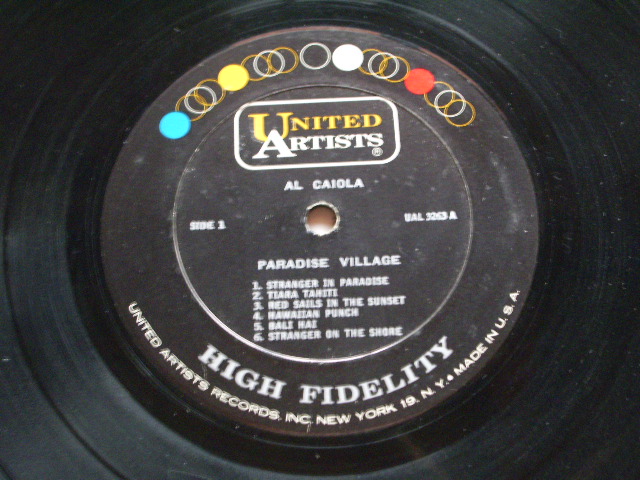 UNITED
ARTISTS®
AL CAIOLA
SIDE 1
UAL 3263 A
PARADISE VILLAGE
1. STRANGER IN PARADISE
2. TIARA TAHITI
3. RED SAILS IN THE SUNSET
4. HAWAIIAN PUNCH
5. BALI HAI
6. STRANGER ON THE SHORE
HIGH FIDELITY
UNITED ARTISTS RECORDS, INC. NEW YORK 19, N. Y. • MADE IN U.S.A.